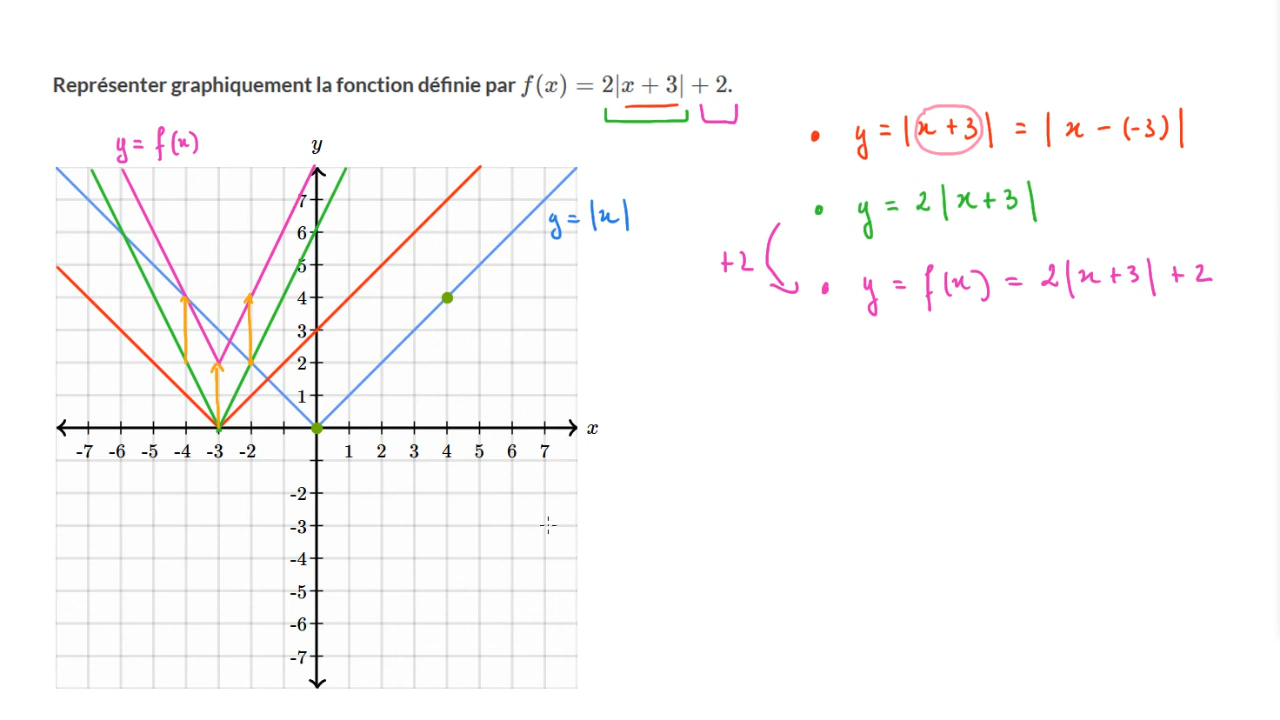 Représenter graphiquement la fonction définie par f(x) = 2|x + 3| + 2.
y = |x+3| = |x - (-3)|
y = f(x)
y
y = 2|x+3|
y = |x|
+2
y = f(x) = 2|x+3| + 2
7
6
5
4
3
2
1
x
-7 -6 -5 -4 -3 -2 1 2 3 4 5 6 7
-2
-3
-4
-5
-6
-7